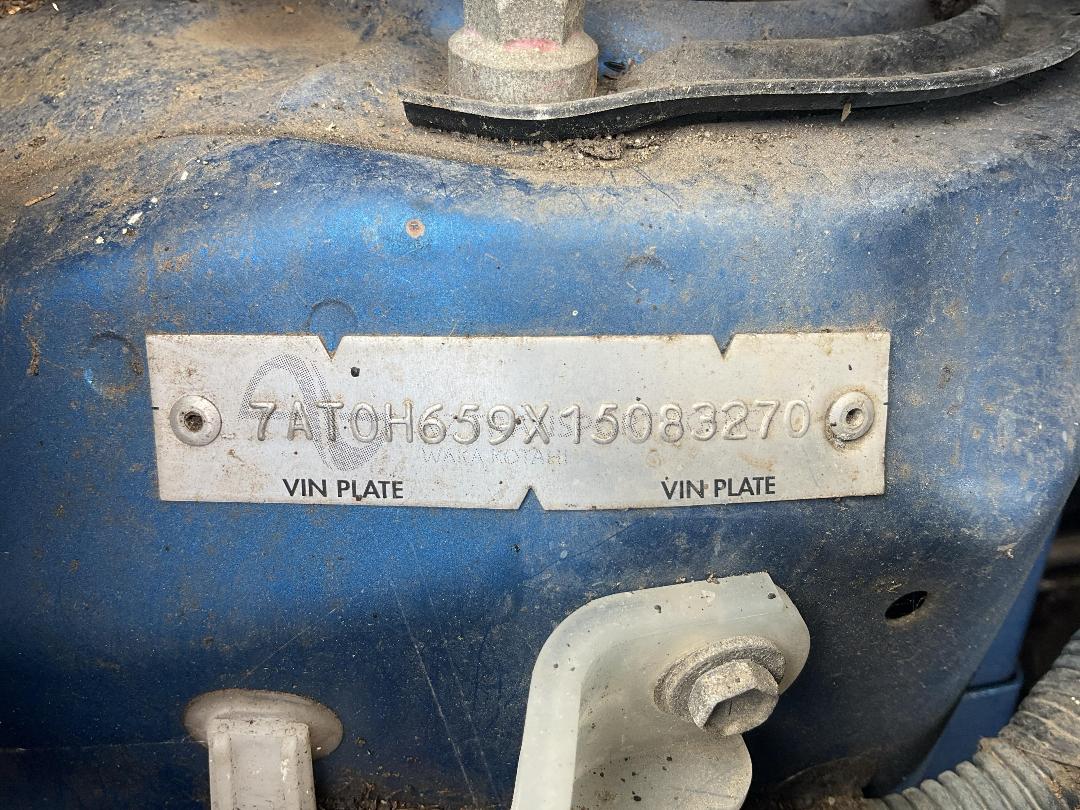 7AT0H659X15083270
WAKA KOTAHI
VIN PLATE VIN PLATE